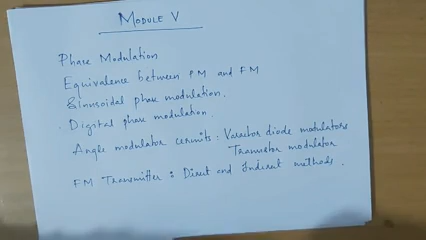 MODULE V
Phase Modulation
Equivalence between PM and FM
Sinusoidal phase modulation.
Digital phase modulation.
Angle modulator circuits : Varactor diode modulators
Transistor modulator
FM Transmitter : Direct and Indirect methods.